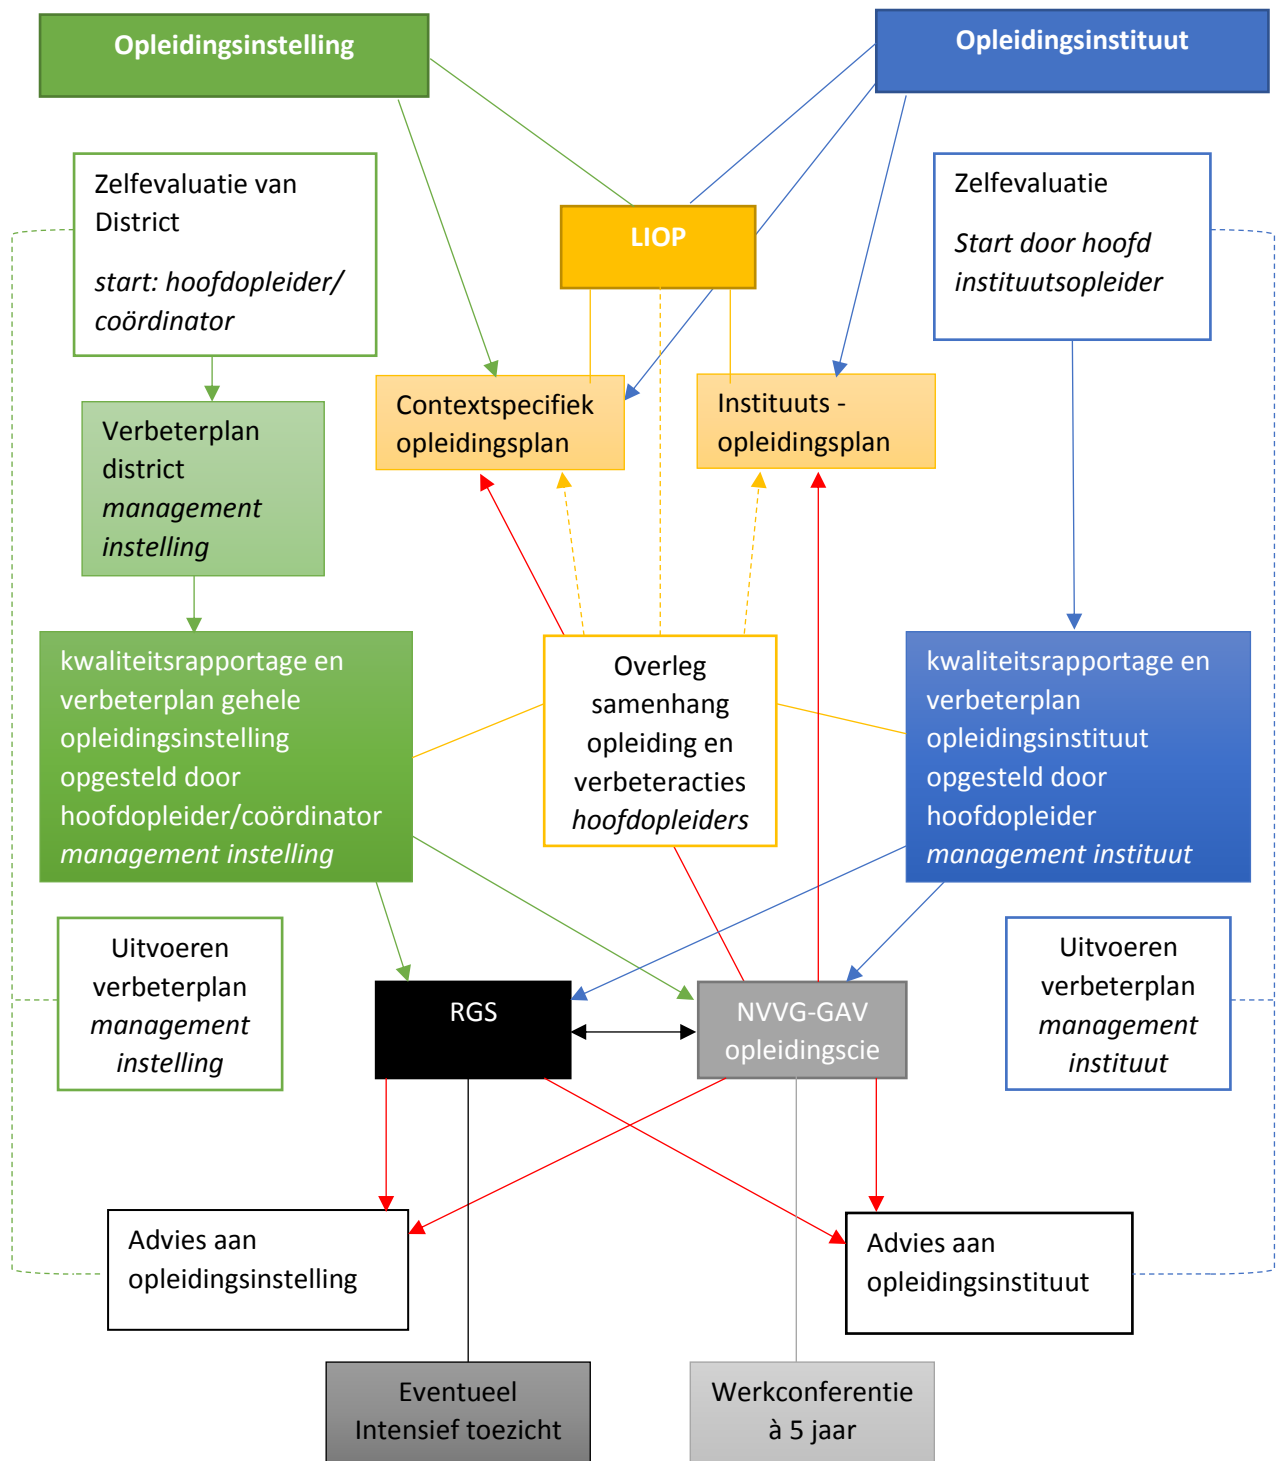 Opleidingsinstelling
Opleidingsinstituut
Zelfevaluatie van
District
start: hoofdopleider/
coördinator
LIOP
Zelfevaluatie
Start door hoofd
instituutsopleider
Verbeterplan
district
management
instelling
Contextspecifiek
opleidingsplan
Instituuts -
opleidingsplan
kwaliteitsrapportage en
verbeterplan gehele
opleidingsinstelling
opgesteld door
hoofdopleider/coördinator
management instelling
Overleg
samenhang
opleiding en
verbeteracties
hoofdopleiders
kwaliteitsrapportage en
verbeterplan
opleidingsinstituut
opgesteld door
hoofdopleider
management instituut
Uitvoeren
verbeterplan
management
instelling
RGS
NVVG-GAV
opleidingscie
Uitvoeren
verbeterplan
management
instituut
Advies aan
opleidingsinstelling
Advies aan
opleidingsinstituut
Eventueel
Intensief toezicht
Werkconferentie
à 5 jaar